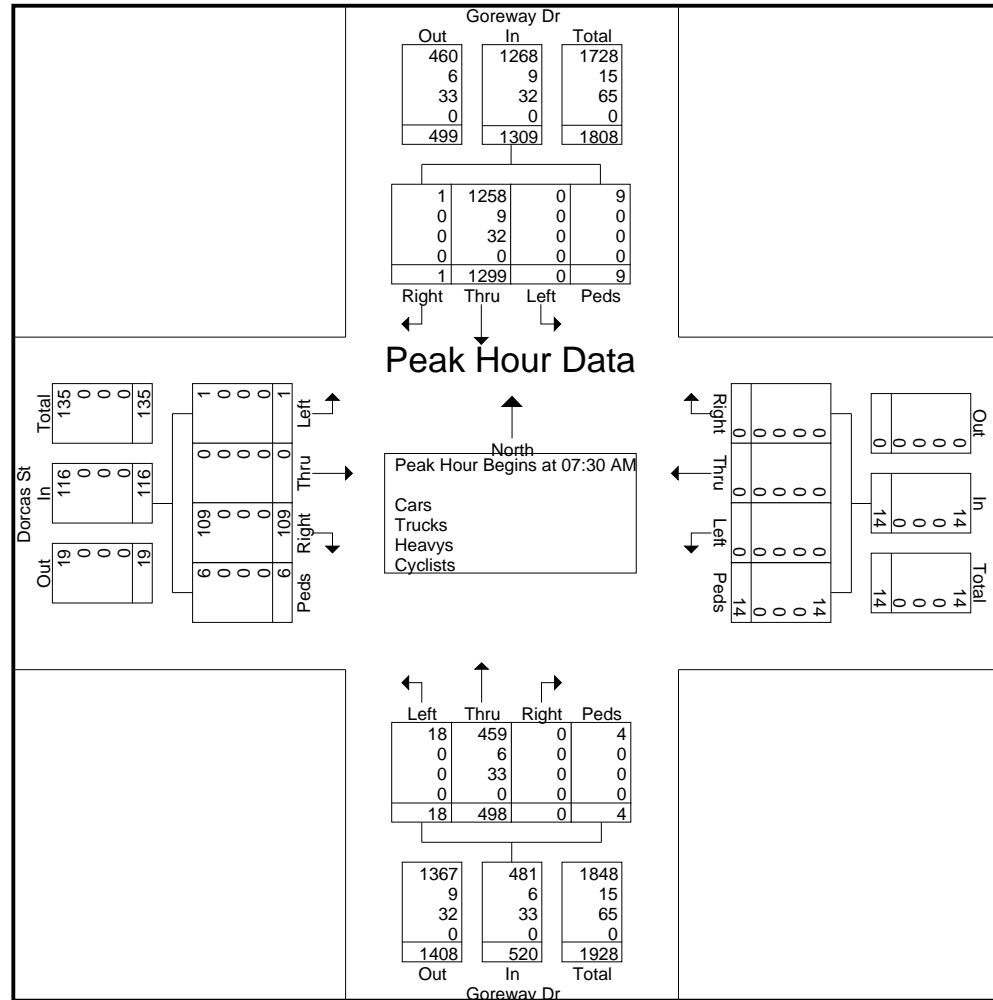 Goreway Dr
Out In Total
460 1268 1728
6 9 15
33 32 65
0 0 0
499 1309 1808
1 1258 0 9
0 9 0 0
0 32 0 0
0 0 0 0
1 1299 0 9
Right Thru Left Peds
Peak Hour Data
Dorcas St
Total
135 0 0 0 135
In
116 0 0 0 116
Out
19 0 0 0 19
1 0 0 0 1
Left
0 0 0 0 0
Thru
109 0 0 0 109
Right
6 0 0 0 6
Peds
North
Peak Hour Begins at 07:30 AM
Cars
Trucks
Heavys
Cyclists
Right
0 0 0 0 0
Thru
0 0 0 0 0
Left
0 0 0 0 0
Peds
14 0 0 0 14
Out
0 0 0 0 0
In
14 0 0 0 14
Total
14 0 0 0 14
Left Thru Right Peds
18 459 0 4
0 6 0 0
0 33 0 0
0 0 0 0
18 498 0 4
1367 481 1848
9 6 15
32 33 65
0 0 0
1408 520 1928
Out In Total
Goreway Dr